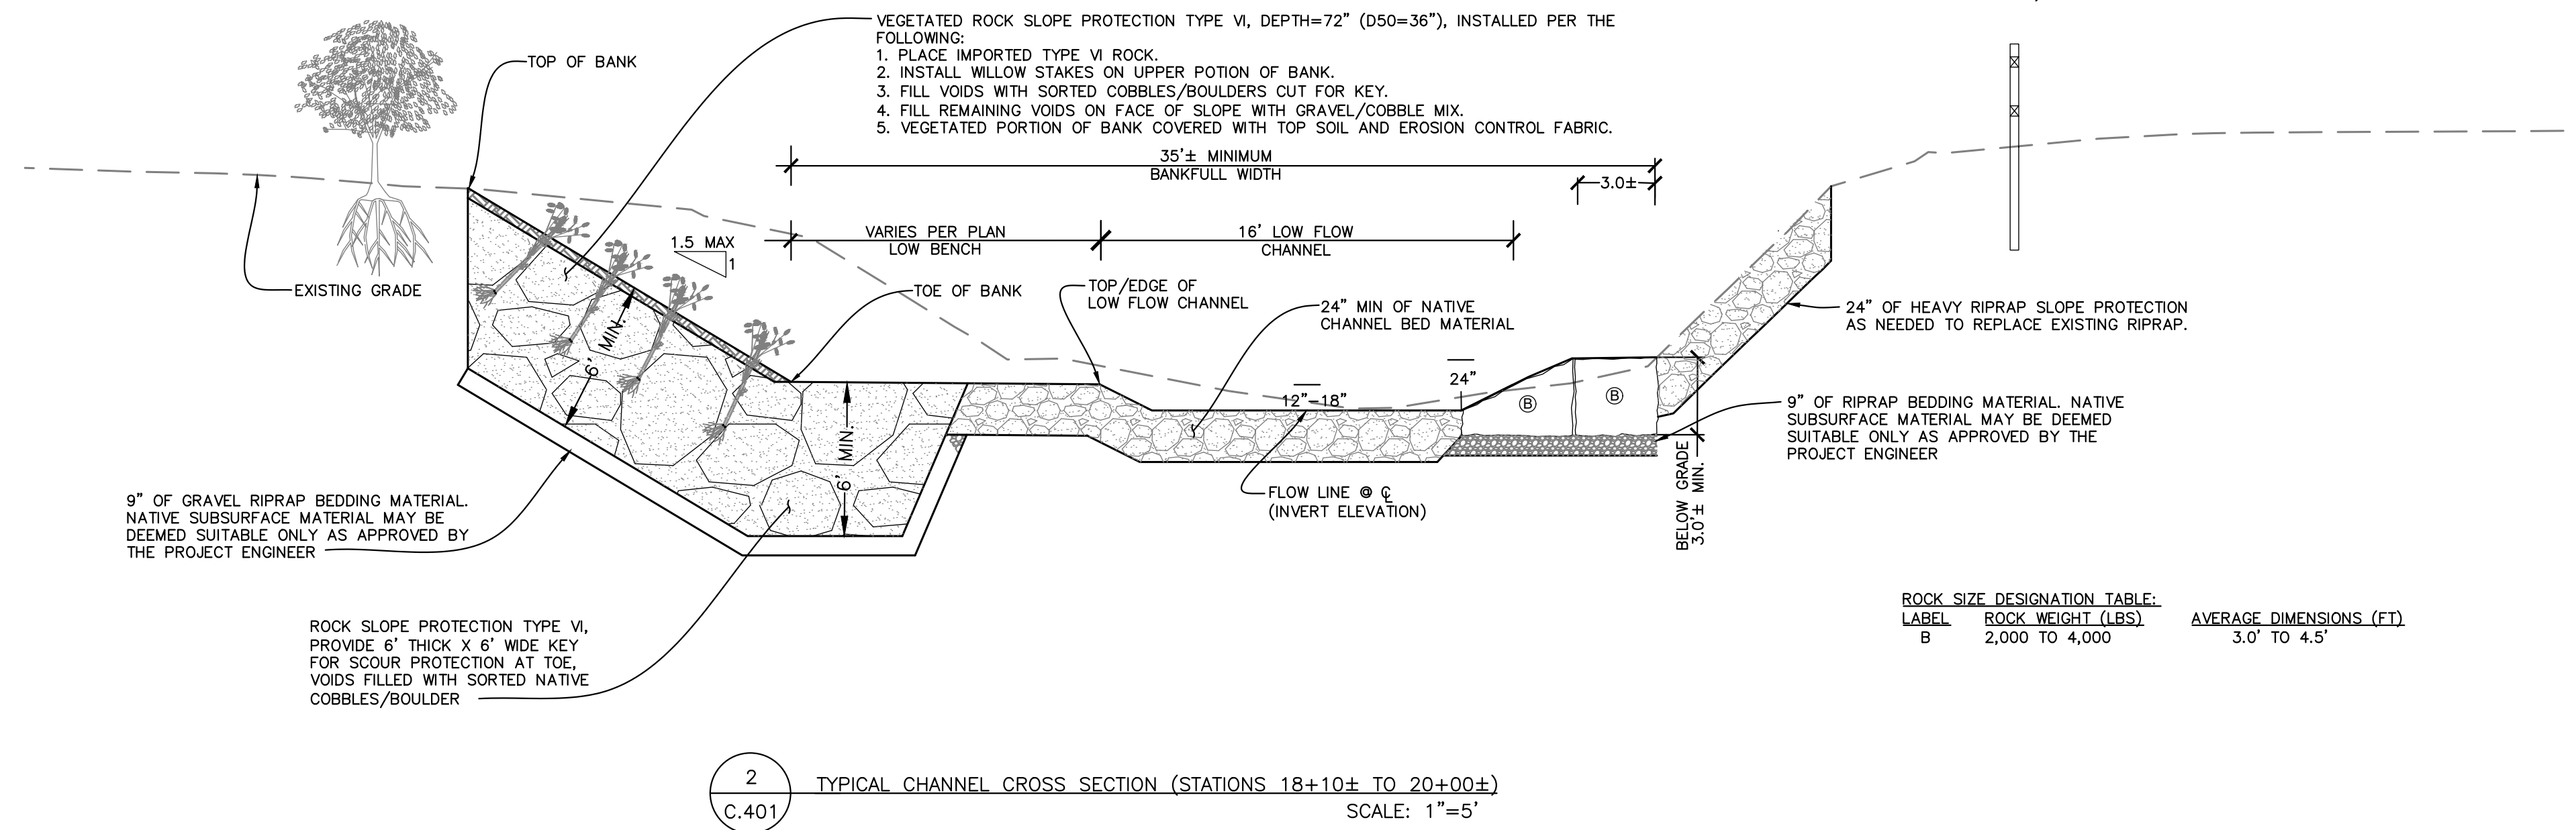 VEGETATED ROCK SLOPE PROTECTION TYPE VI, DEPTH=72" (D50=36"), INSTALLED PER THE
FOLLOWING:
1. PLACE IMPORTED TYPE VI ROCK.
2. INSTALL WILLOW STAKES ON UPPER POTION OF BANK.
3. FILL VOIDS WITH SORTED COBBLES/BOULDERS CUT FOR KEY.
4. FILL REMAINING VOIDS ON FACE OF SLOPE WITH GRAVEL/COBBLE MIX.
5. VEGETATED PORTION OF BANK COVERED WITH TOP SOIL AND EROSION CONTROL FABRIC.
TOP OF BANK
35'± MINIMUM
BANKFULL WIDTH
3.0±
VARIES PER PLAN
LOW BENCH
16' LOW FLOW
CHANNEL
1.5 MAX
1
EXISTING GRADE
TOE OF BANK
TOP/EDGE OF
LOW FLOW CHANNEL
24" MIN OF NATIVE
CHANNEL BED MATERIAL
24" OF HEAVY RIPRAP SLOPE PROTECTION
AS NEEDED TO REPLACE EXISTING RIPRAP.
6' MIN.
6' MIN.
12"-18"
24"
B
B
9" OF RIPRAP BEDDING MATERIAL. NATIVE
SUBSURFACE MATERIAL MAY BE DEEMED
SUITABLE ONLY AS APPROVED BY THE
PROJECT ENGINEER
BELOW GRADE
3.0'± MIN.
FLOW LINE @ ℄
(INVERT ELEVATION)
9" OF GRAVEL RIPRAP BEDDING MATERIAL.
NATIVE SUBSURFACE MATERIAL MAY BE
DEEMED SUITABLE ONLY AS APPROVED BY
THE PROJECT ENGINEER
ROCK SLOPE PROTECTION TYPE VI,
PROVIDE 6' THICK X 6' WIDE KEY
FOR SCOUR PROTECTION AT TOE,
VOIDS FILLED WITH SORTED NATIVE
COBBLES/BOULDER
ROCK SIZE DESIGNATION TABLE:
LABEL ROCK WEIGHT (LBS) AVERAGE DIMENSIONS (FT)
B 2,000 TO 4,000 3.0' TO 4.5'
2
C.401
TYPICAL CHANNEL CROSS SECTION (STATIONS 18+10± TO 20+00±)
SCALE: 1"=5'